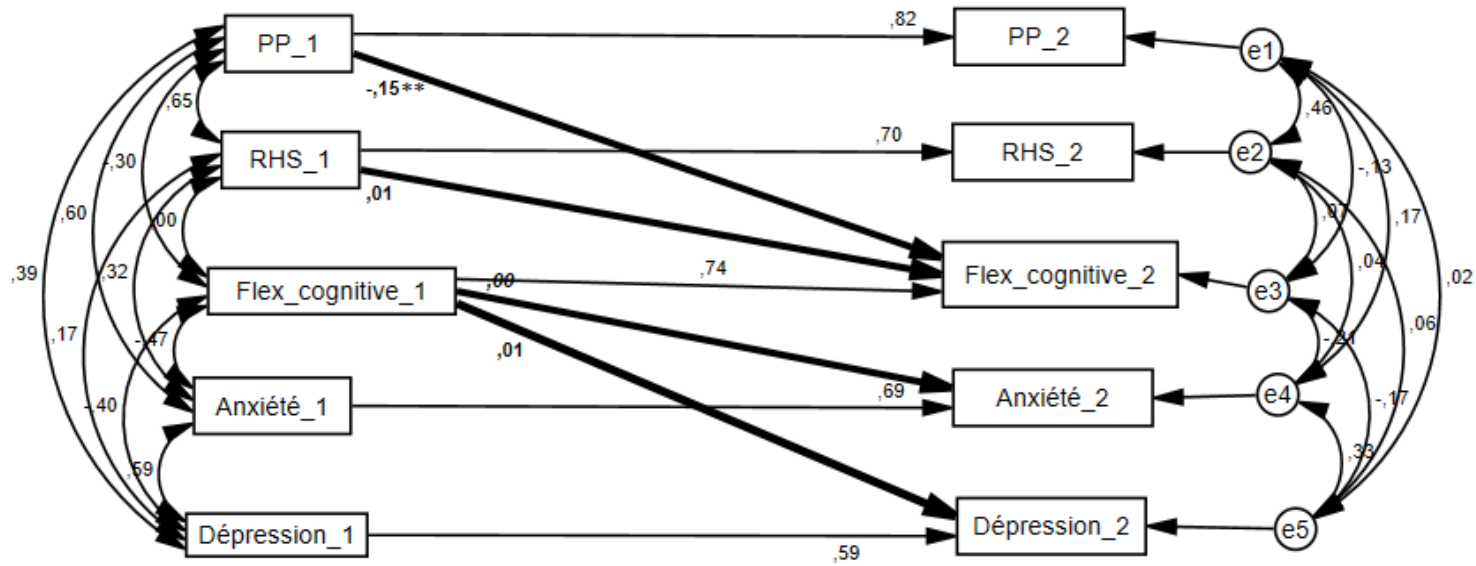 PP_1
,82
PP_2
e1
-,15**
,65
,46
RHS_1
,70
RHS_2
e2
-,30
-,13
,01
,60
,00
,07
,17
,39
,32
Flex_cognitive_1
,00
,74
Flex_cognitive_2
e3
,04
,02
,17
-,47
,01
-,21
,06
-,40
Anxiété_1
,69
Anxiété_2
e4
-,17
,59
,33
Dépression_1
,59
Dépression_2
e5